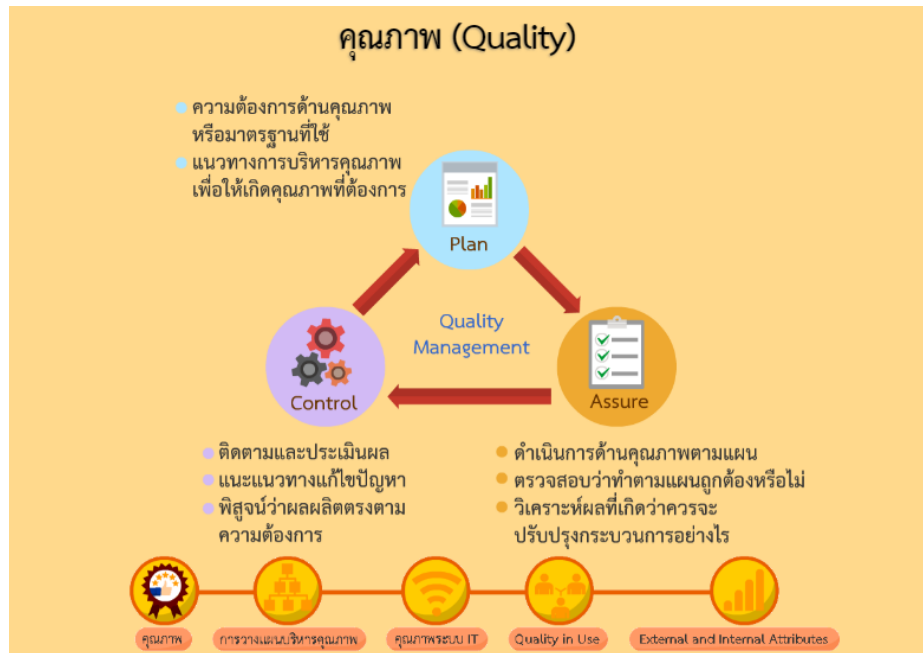 คุณภาพ (Quality)
ความต้องการด้านคุณภาพ
หรือมาตรฐานที่ใช้
แนวทางการบริหารคุณภาพ
เพื่อให้เกิดคุณภาพที่ต้องการ
Plan
Quality
Management
Control
Assure
ติดตามและประเมินผล
แนะแนวทางแก้ไขปัญหา
พิสูจน์ว่าผลผลิตตรงตาม
ความต้องการ
ดำเนินการด้านคุณภาพตามแผน
ตรวจสอบว่าทำตามแผนถูกต้องหรือไม่
วิเคราะห์ผลที่เกิดว่าควรจะ
ปรับปรุงกระบวนการอย่างไร
คุณภาพ
การวางแผนบริหารคุณภาพ
คุณภาพระบบ IT
Quality in Use
External and Internal Attributes